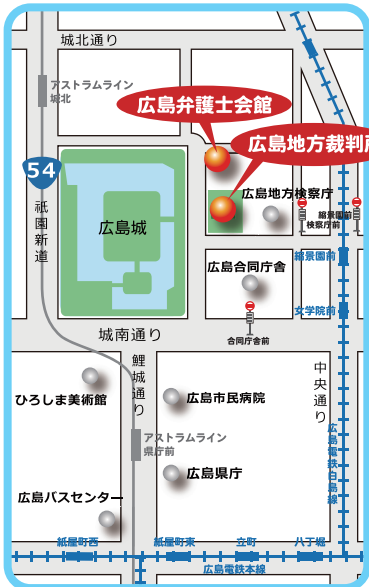 城北通り
アストラムライン
城北
広島弁護士会館
広島地方裁判所
54
祇園新道
広島城
広島地方検察庁
縮景園前
検察庁前
縮景園前
広島合同庁舎
女学院前
合同庁舎前
城南通り
鯉城通り
中央通り
ひろしま美術館
広島市民病院
アストラムライン
県庁前
広島電鉄白島線
広島県庁
広島バスセンター
紙屋町西
紙屋町東
立町
八丁堀
広島電鉄本線